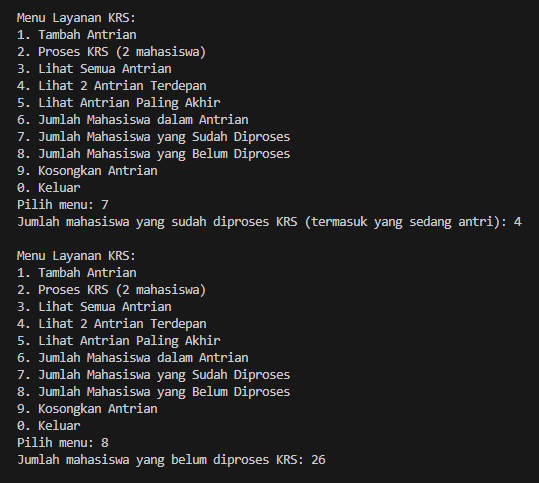 Menu Layanan KRS:
1. Tambah Antrian
2. Proses KRS (2 mahasiswa)
3. Lihat Semua Antrian
4. Lihat 2 Antrian Terdepan
5. Lihat Antrian Paling Akhir
6. Jumlah Mahasiswa dalam Antrian
7. Jumlah Mahasiswa yang Sudah Diproses
8. Jumlah Mahasiswa yang Belum Diproses
9. Kosongkan Antrian
0. Keluar
Pilih menu: 7
Jumlah mahasiswa yang sudah diproses KRS (termasuk yang sedang antri): 4
Menu Layanan KRS:
1. Tambah Antrian
2. Proses KRS (2 mahasiswa)
3. Lihat Semua Antrian
4. Lihat 2 Antrian Terdepan
5. Lihat Antrian Paling Akhir
6. Jumlah Mahasiswa dalam Antrian
7. Jumlah Mahasiswa yang Sudah Diproses
8. Jumlah Mahasiswa yang Belum Diproses
9. Kosongkan Antrian
0. Keluar
Pilih menu: 8
Jumlah mahasiswa yang belum diproses KRS: 26